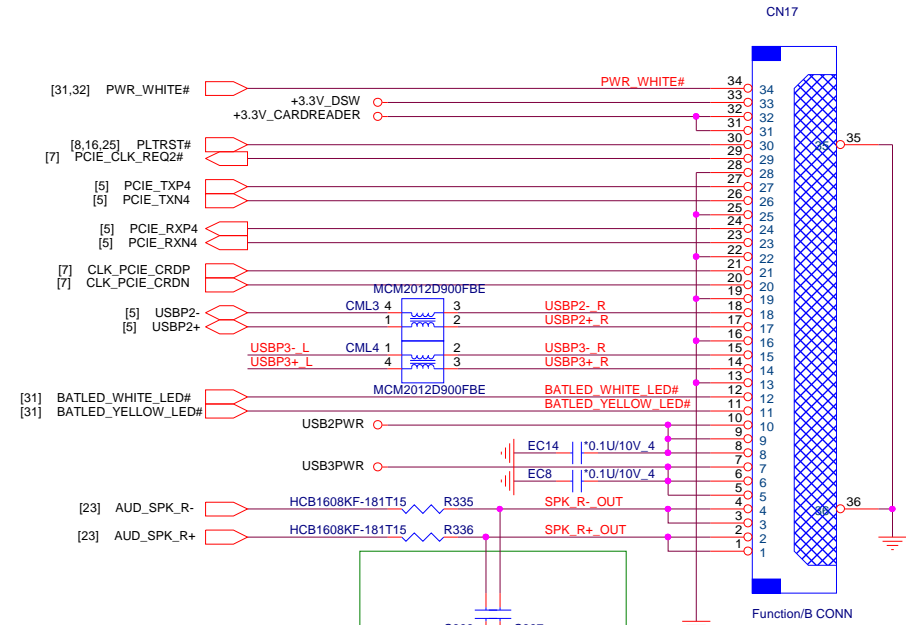 CN17
[31,32] PWR_WHITE# PWR_WHITE# 34 34
+3.3V_DSW 33 33
+3.3V_CARDREADER 32 32
31 31
[8,16,25] PLTRST# 30 30
35 35
[7] PCIE_CLK_REQ2# 29 29
28 28
[5] PCIE_TXP4 27 27
[5] PCIE_TXN4 26 26
25 25
[5] PCIE_RXP4 24 24
[5] PCIE_RXN4 23 23
22 22
[7] CLK_PCIE_CRDP 21 21
[7] CLK_PCIE_CRDN 20 20
MCM2012D900FBE 19 19
[5] USBP2- CML3 4 3 USBP2-_R 18 18
[5] USBP2+ 1 2 USBP2+_R 17 17
16 16
USBP3-_L CML4 1 2 USBP3-_R 15 15
USBP3+_L 4 3 USBP3+_R 14 14
13 13
MCM2012D900FBE
[31] BATLED_WHITE_LED# BATLED_WHITE_LED# 12 12
[31] BATLED_YELLOW_LED# BATLED_YELLOW_LED# 11 11
USB2PWR 10 10
9 9
EC14 *0.1U/10V_4 8 8
USB3PWR 7 7
EC8 *0.1U/10V_4 6 6
5 5
[23] AUD_SPK_R- HCB1608KF-181T15 R335 SPK_R-_OUT 4 4
36 36
3 3
[23] AUD_SPK_R+ HCB1608KF-181T15 R336 SPK_R+_OUT 2 2
1 1
Function/B CONN